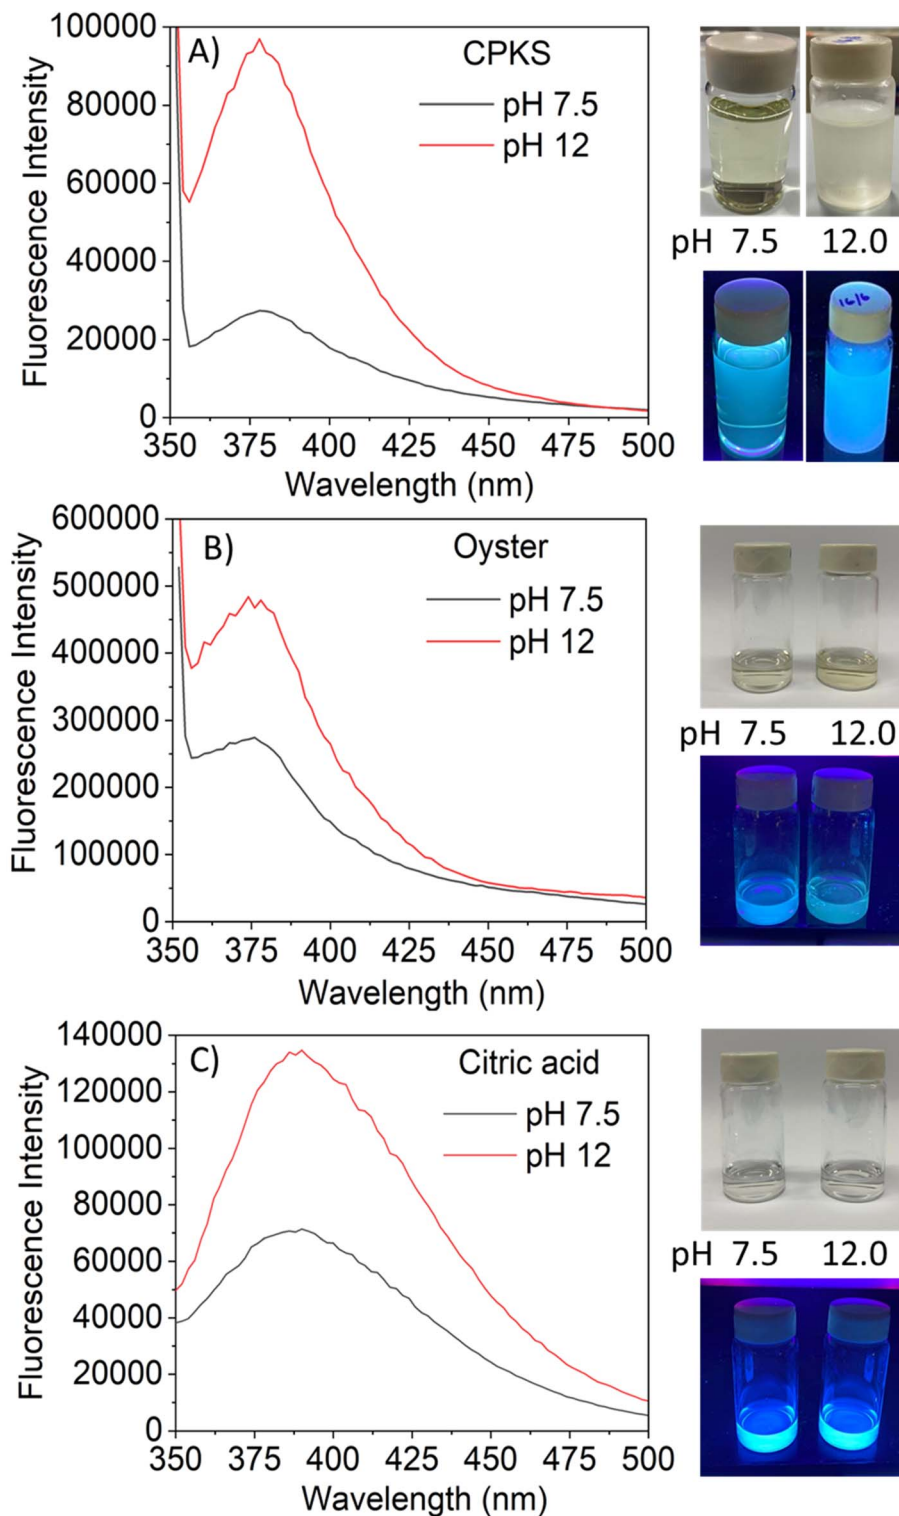 A)
CPKS
pH 7.5
pH 12
Fluorescence Intensity
100000
80000
60000
40000
20000
0
350 375 400 425 450 475 500
Wavelength (nm)
pH 7.5 12.0
16/6
B)
Oyster
pH 7.5
pH 12
Fluorescence Intensity
600000
500000
400000
300000
200000
100000
0
350 375 400 425 450 475 500
Wavelength (nm)
pH 7.5 12.0
C)
Citric acid
pH 7.5
pH 12
Fluorescence Intensity
140000
120000
100000
80000
60000
40000
20000
0
350 375 400 425 450 475 500
Wavelength (nm)
pH 7.5 12.0